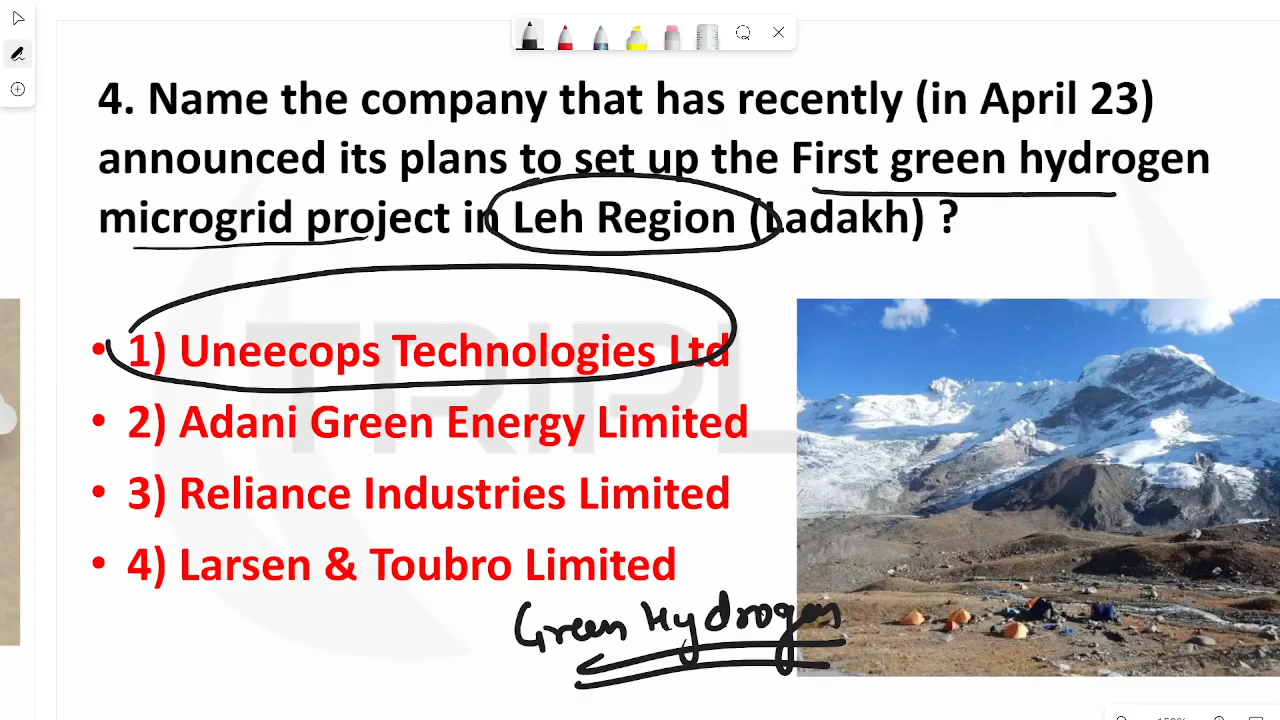 4. Name the company that has recently (in April 23)
announced its plans to set up the First green hydrogen
microgrid project in Leh Region (Ladakh) ?
• 1) Uneecops Technologies Ltd
• 2) Adani Green Energy Limited
• 3) Reliance Industries Limited
• 4) Larsen & Toubro Limited
Green Hydrogen
TRIPL